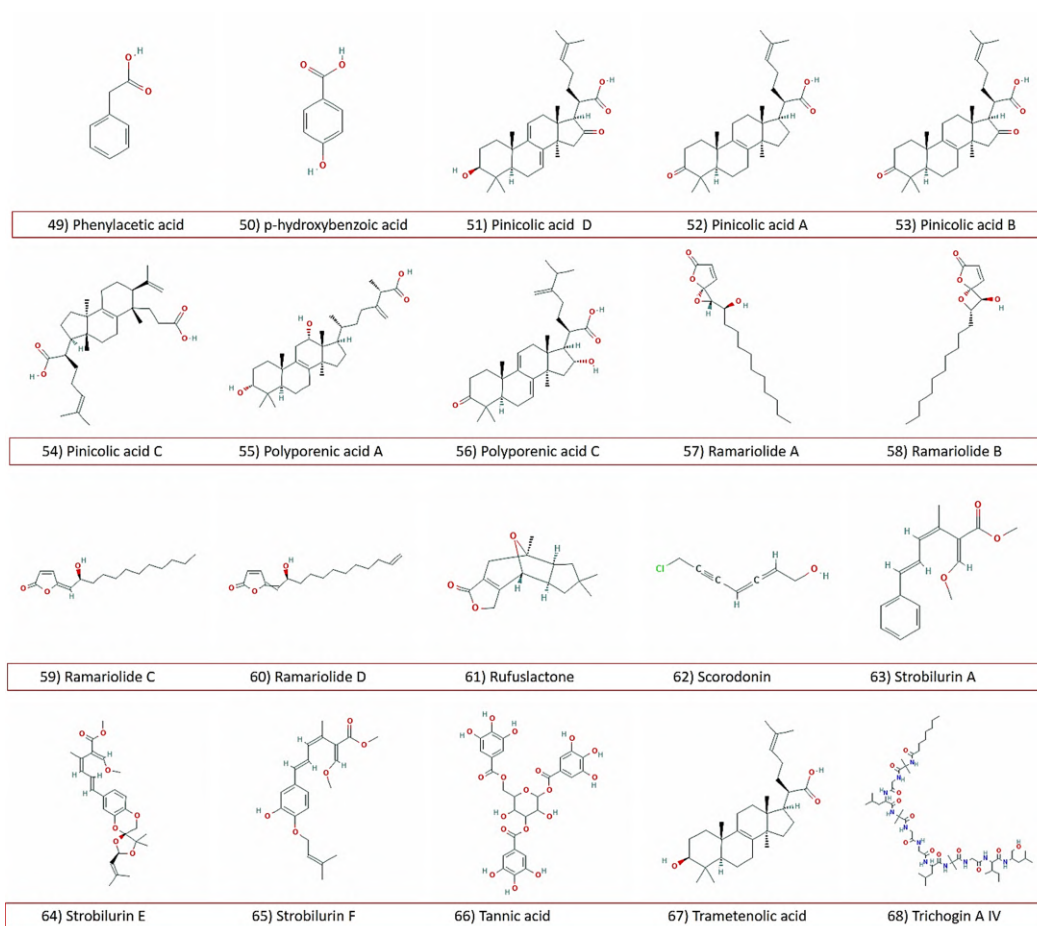 49) Phenylacetic acid
50) p-hydroxybenzoic acid
51) Pinicolic acid  D
52) Pinicolic acid A
53) Pinicolic acid B
54) Pinicolic acid C
55) Polyporenic acid A
56) Polyporenic acid C
57) Ramariolide A
58) Ramariolide B
59) Ramariolide C
60) Ramariolide D
61) Rufuslactone
62) Scorodonin
63) Strobilurin A
64) Strobilurin E
65) Strobilurin F
66) Tannic acid
67) Trametenolic acid
68) Trichogin A IV